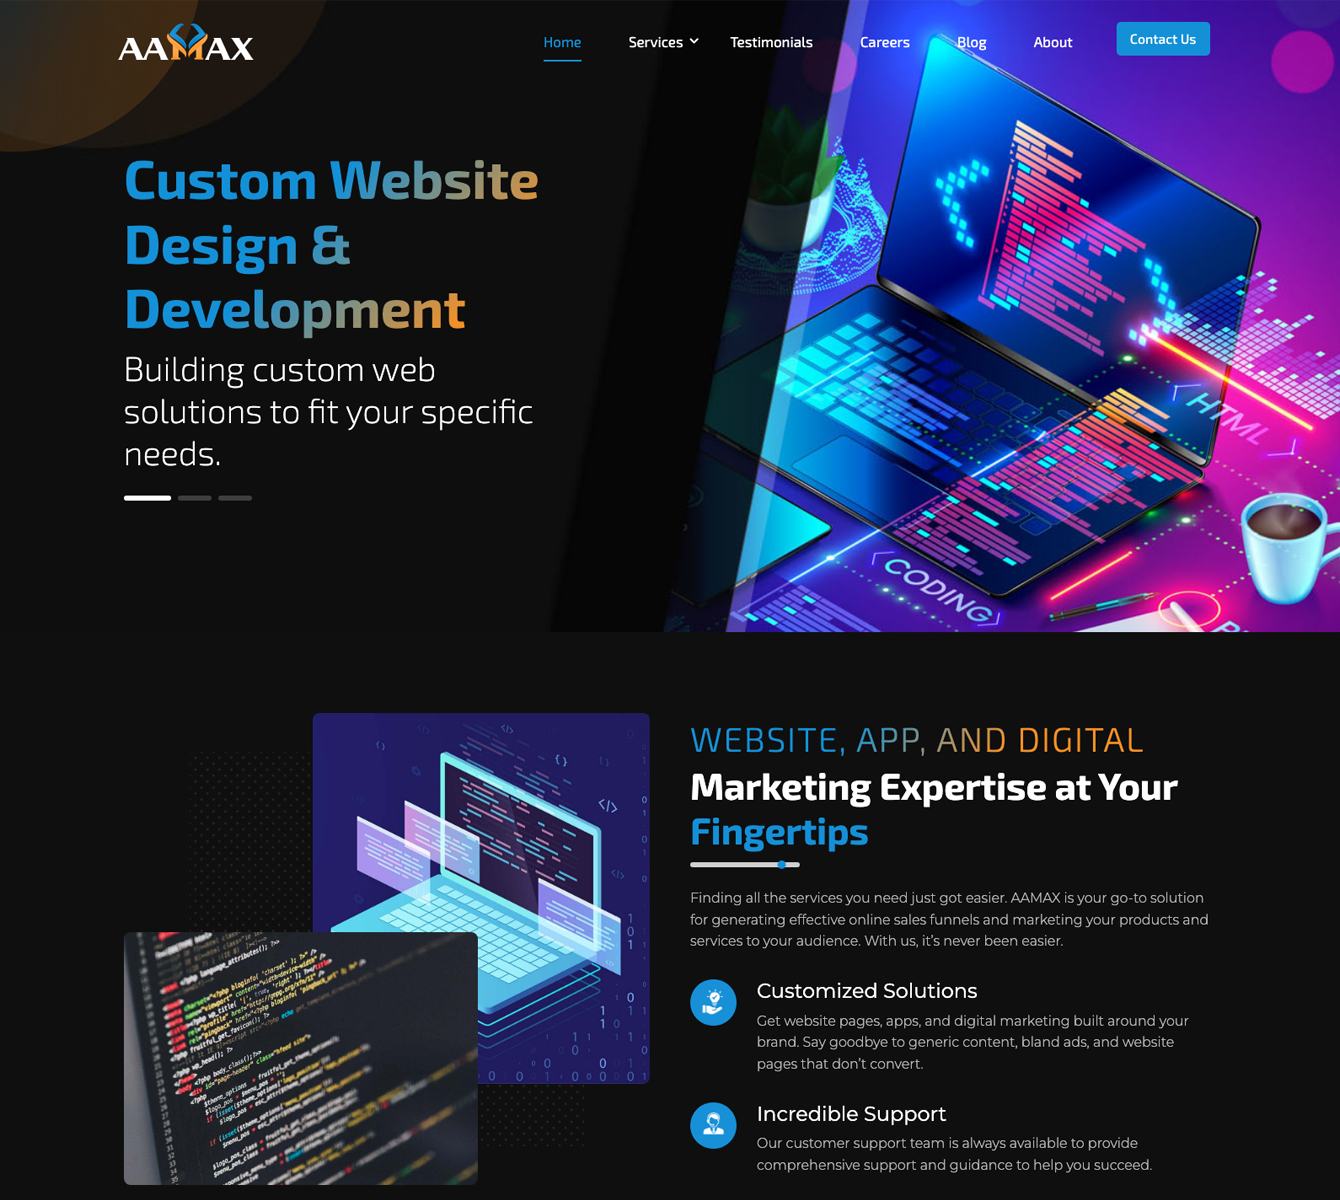 AAMAX
Home Services Testimonials Careers Blog About Contact Us
Custom Website
Design &
Development
Building custom web
solutions to fit your specific
needs.
HTML
CODING
WEBSITE, APP, AND DIGITAL
Marketing Expertise at Your
Fingertips
Finding all the services you need just got easier. AAMAX is your go-to solution
for generating effective online sales funnels and marketing your products and
services to your audience. With us, it's never been easier.
Customized Solutions
Get website pages, apps, and digital marketing built around your
brand. Say goodbye to generic content, bland ads, and website
pages that don't convert.
Incredible Support
Our customer support team is always available to provide
comprehensive support and guidance to help you succeed.